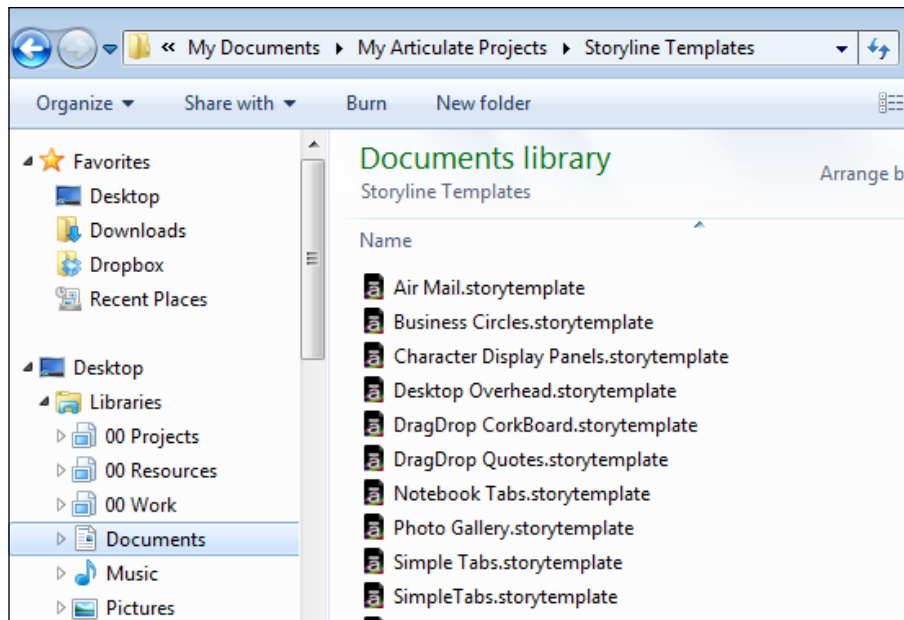 « My Documents ▸ My Articulate Projects ▸ Storyline Templates
Organize Share with Burn New folder
Favorites
Desktop
Downloads
Dropbox
Recent Places
Desktop
Libraries
00 Projects
00 Resources
00 Work
Documents
Music
Pictures
Documents library
Storyline Templates
Arrange b
Name
Air Mail.storytemplate
Business Circles.storytemplate
Character Display Panels.storytemplate
Desktop Overhead.storytemplate
DragDrop CorkBoard.storytemplate
DragDrop Quotes.storytemplate
Notebook Tabs.storytemplate
Photo Gallery.storytemplate
Simple Tabs.storytemplate
SimpleTabs.storytemplate